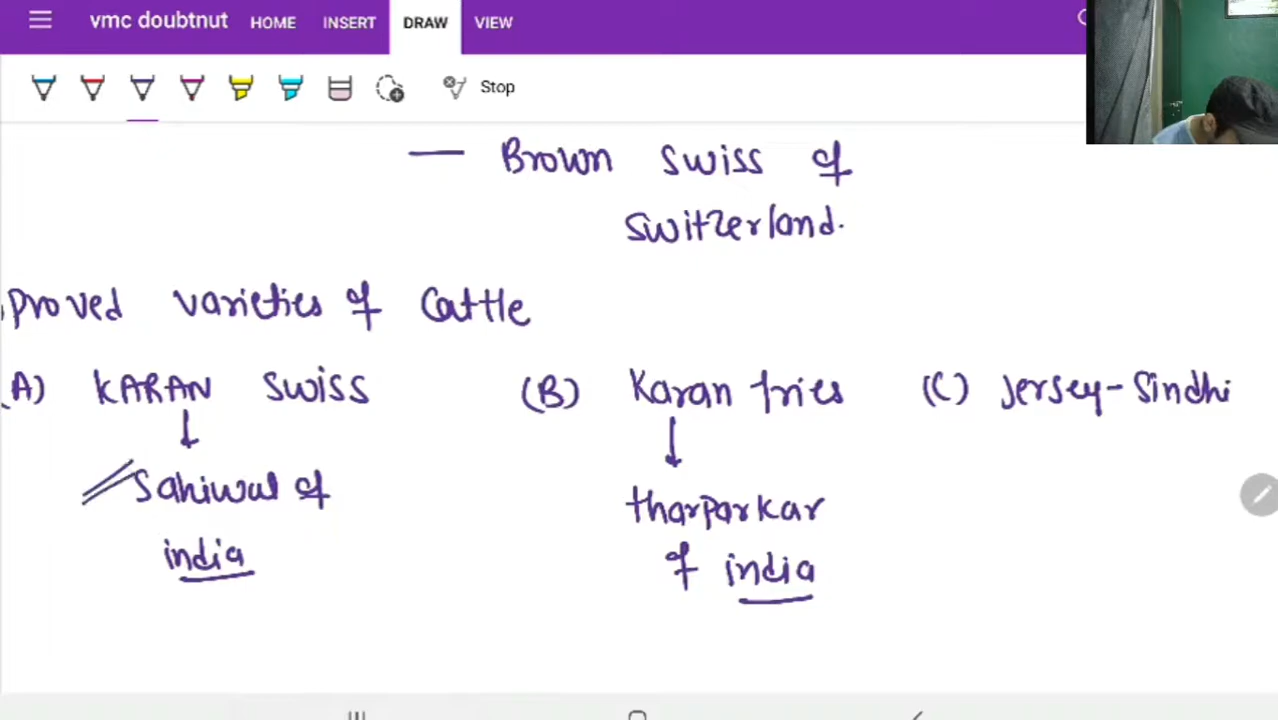 vmc doubtnut HOME INSERT DRAW VIEW
Stop
— Brown Swiss of
Switzerland.
proved varieties of Cattle
(A) KARAN SWISS (B) Karan fries (C) Jersey-Sindhi
Sahiwal of tharparkar
india of india